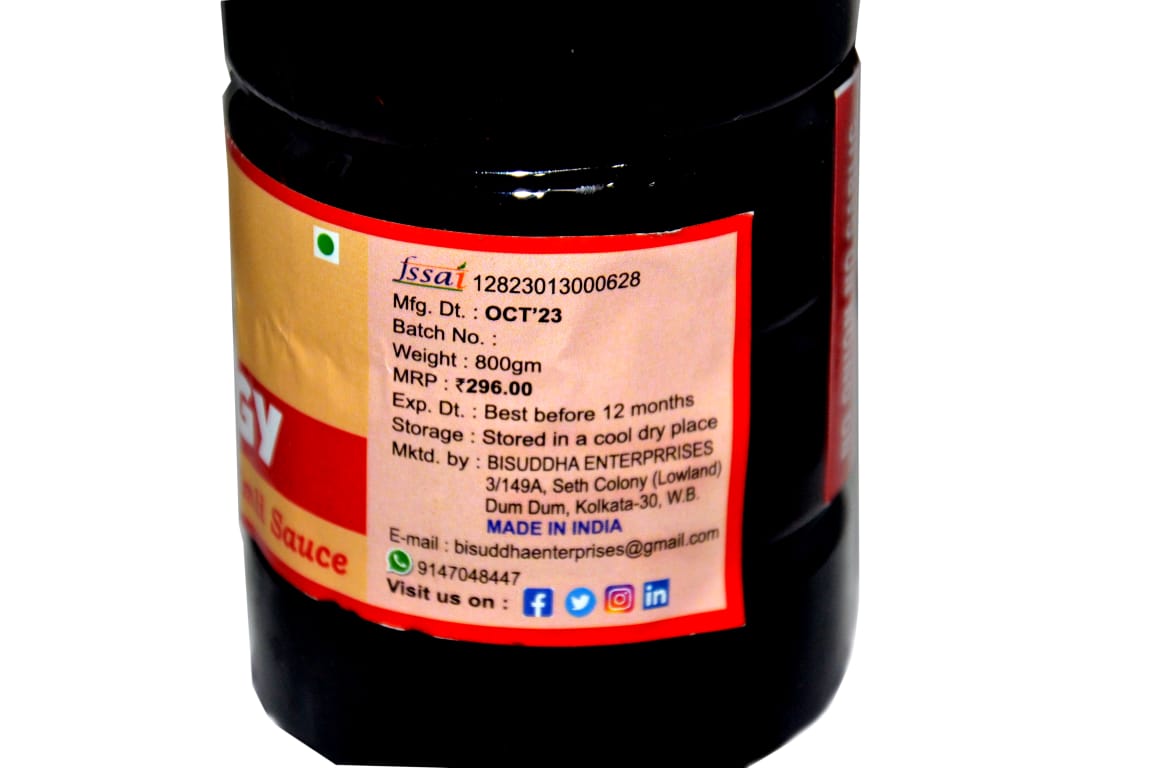 GY
Sauce
fssai 12823013000628
Mfg. Dt. : OCT'23
Batch No. :
Weight : 800gm
MRP : ₹296.00
Exp. Dt. : Best before 12 months
Storage : Stored in a cool dry place
Mktd. by : BISUDDHA ENTERPRRISES
3/149A, Seth Colony (Lowland)
Dum Dum, Kolkata-30, W.B.
MADE IN INDIA
E-mail : bisuddhaenterprises@gmail.com
9147048447
Visit us on :